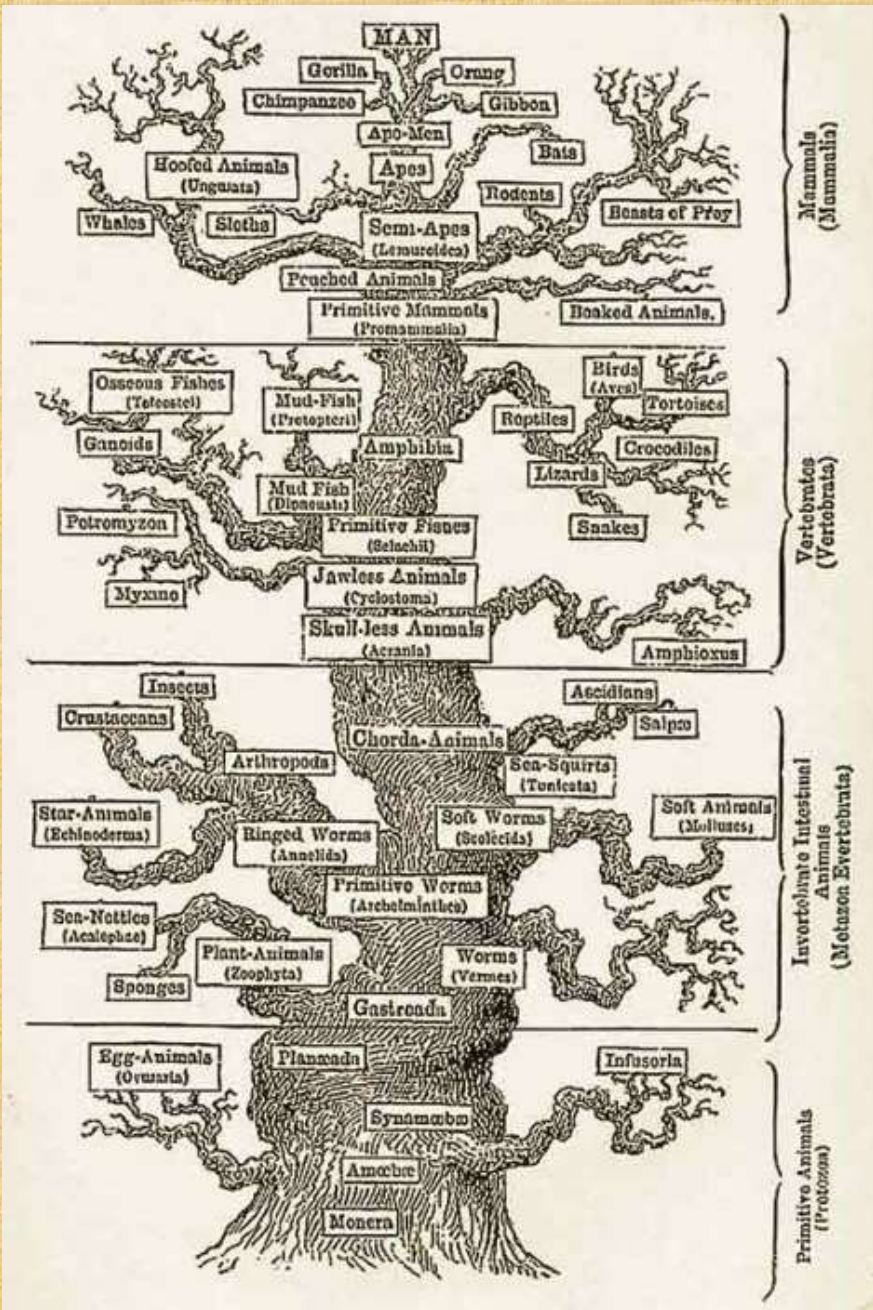 MAN
Gorilla
Orang
Chimpanzee
Gibbon
Ape-Men
Bats
Hoofed Animals
(Ungulata)
Apes
Rodents
Whales
Sloths
Semi-Apes
(Lemuroidea)
Beasts of Prey
Pouched Animals
Primitive Mammals
(Promammalia)
Beaked Animals.
Mammals
(Mammalia)
Osseous Fishes
(Teleostei)
Mud-Fish
(Protopteri)
Birds
(Aves)
Tortoises
Ganoids
Amphibia
Reptiles
Crocodiles
Lizards
Mud Fish
(Dipneusta)
Petromyzon
Primitive Fishes
(Selachii)
Snakes
Myxine
Jawless Animals
(Cyclostoma)
Skull-less Animals
(Acrania)
Amphioxus
Vertebrates
(Vertebrata)
Insects
Ascidians
Crustaceans
Salpæ
Chorda-Animals
Arthropods
Sea-Squirts
(Tunicata)
Star-Animals
(Echinoderma)
Ringed Worms
(Annelida)
Soft Worms
(Scolecida)
Soft Animals
(Molluscs)
Primitive Worms
(Archelminthes)
Sea-Nettles
(Acalephae)
Plant-Animals
(Zoophyta)
Worms
(Vermes)
Sponges
Gastreada
Invertebrate Intestinal
Animals
(Metazoa Evertebrata)
Egg-Animals
(Ovularia)
Planæada
Infusoria
Synamœbæ
Amœbæ
Monera
Primitive Animals
(Protozoa)